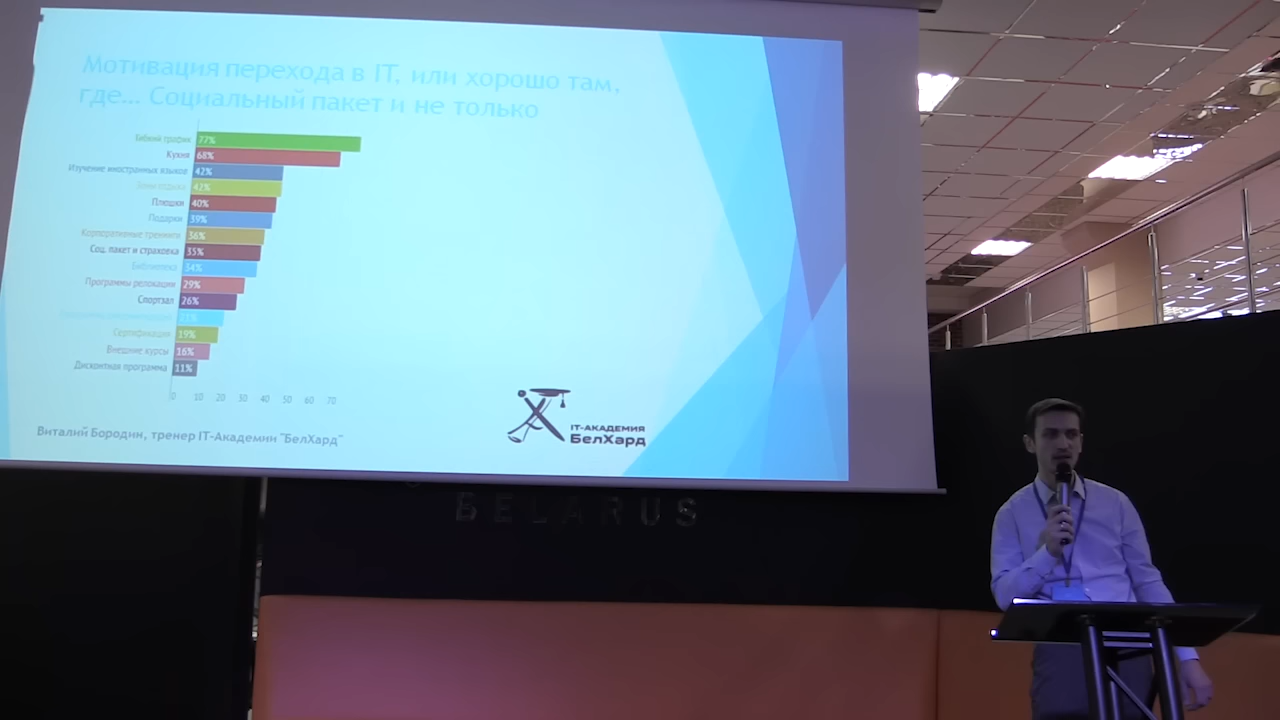 Мотивация перехода в IT, или хорошо там,
где... Социальный пакет и не только
Гибкий график 77%
Кухня 68%
Изучение иностранных языков 42%
Зоны отдыха 42%
Плюшки 40%
Подарки 39%
Корпоративные тренинги 36%
Соц. пакет и страховка 35%
Библиотека 34%
Программы релокации 29%
Спортзал 26%
Сертификация 19%
Внешние курсы 16%
Дисконтная программа 11%
0 10 20 30 40 50 60 70
Виталий Бородин, тренер IT-Академии "БелХард"
IT-АКАДЕМИЯ
БелХард
BELARUS